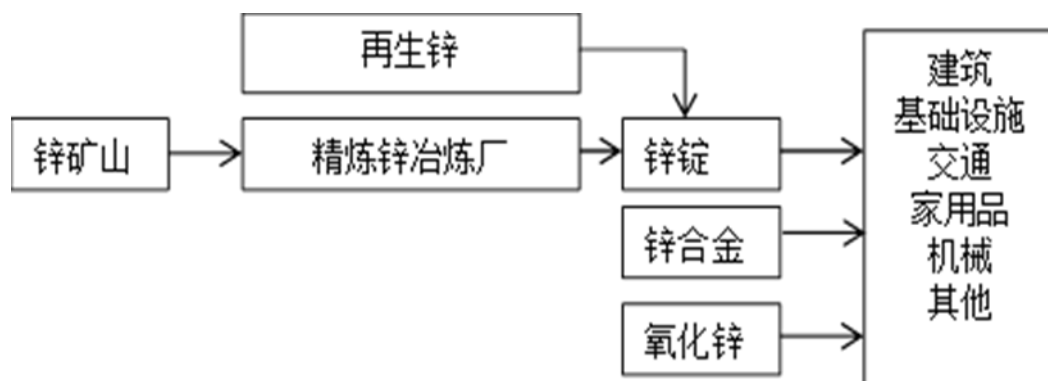 再生锌
锌矿山
精炼锌冶炼厂
锌锭
锌合金
氧化锌
建筑
基础设施
交通
家用品
机械
其他